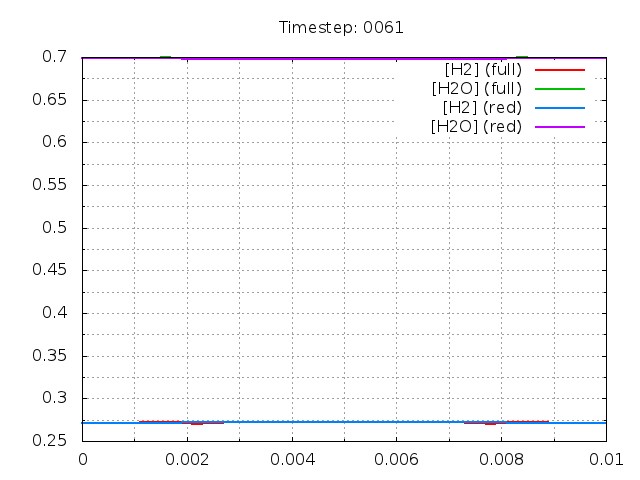 Timestep: 0061
0.7
[H2] (full)
0.65
[H2O] (full)
[H2] (red)
[H2O] (red)
0.6
0.55
0.5
0.45
0.4
0.35
0.3
0.25
0 0.002 0.004 0.006 0.008 0.01